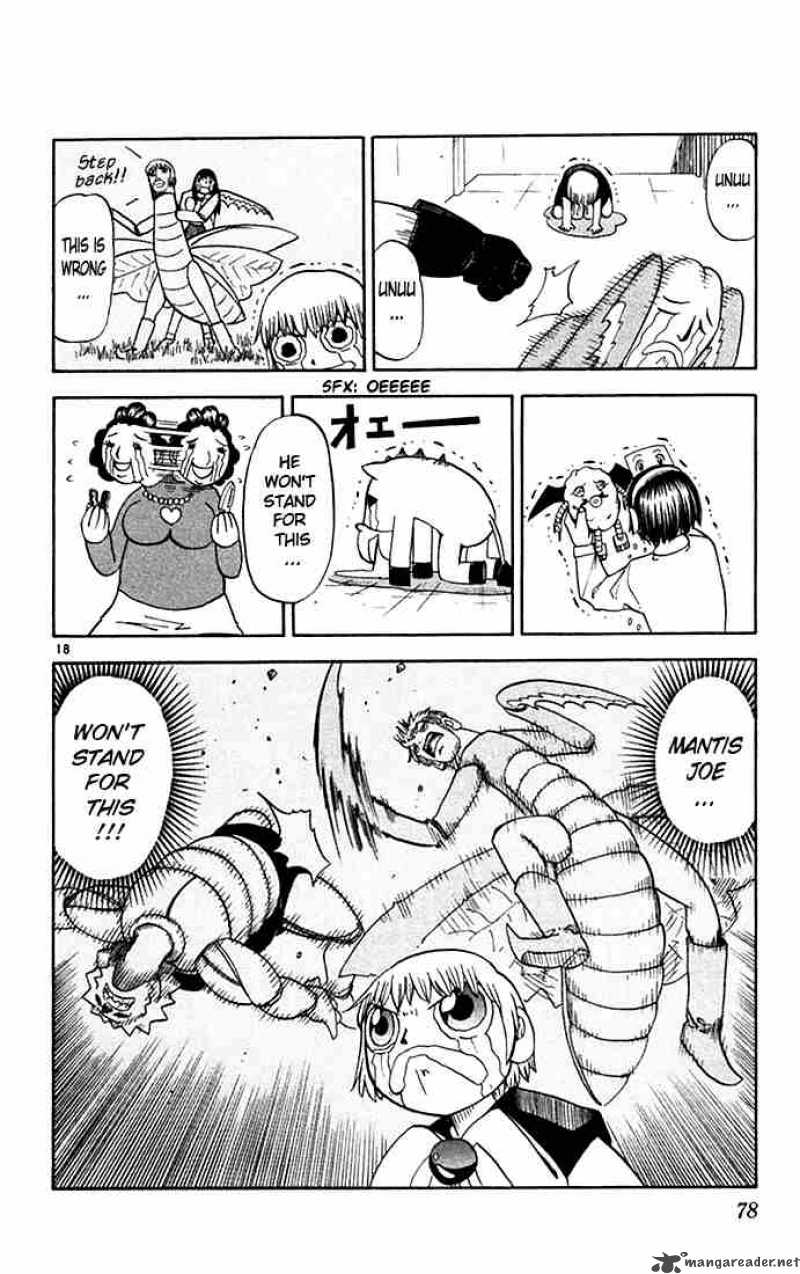 UNUU
...
UNUU
...
Step
back!!
THIS IS
WRONG
...
SFX: OEEEEE
オェー
HE
WON'T
STAND
FOR
THIS
...
18
MANTIS
JOE
...
WON'T
STAND
FOR
THIS
!!!
78
mangareader.net